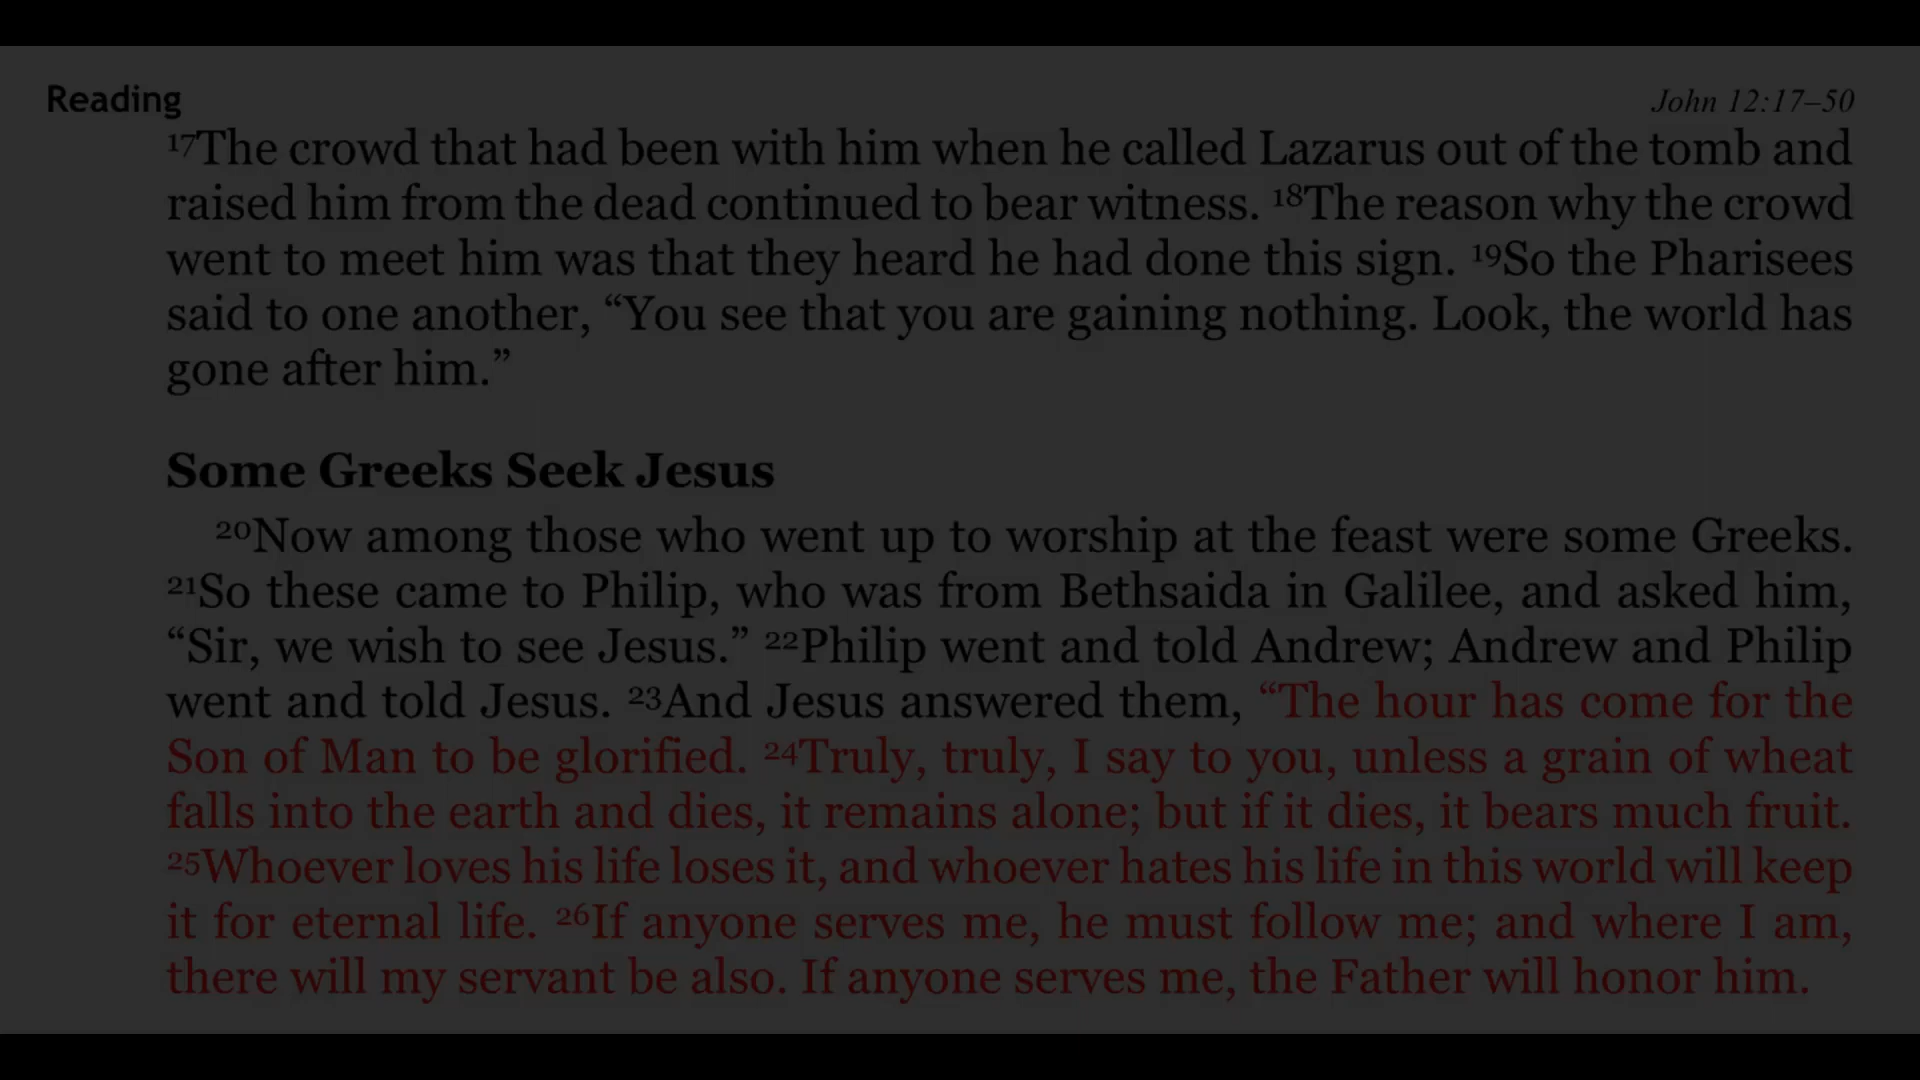 Reading
John 12:17–50
17The crowd that had been with him when he called Lazarus out of the tomb and
raised him from the dead continued to bear witness. 18The reason why the crowd
went to meet him was that they heard he had done this sign. 19So the Pharisees
said to one another, “You see that you are gaining nothing. Look, the world has
gone after him.”
Some Greeks Seek Jesus
20Now among those who went up to worship at the feast were some Greeks.
21So these came to Philip, who was from Bethsaida in Galilee, and asked him,
“Sir, we wish to see Jesus.” 22Philip went and told Andrew; Andrew and Philip
went and told Jesus. 23And Jesus answered them, “The hour has come for the
Son of Man to be glorified. 24Truly, truly, I say to you, unless a grain of wheat
falls into the earth and dies, it remains alone; but if it dies, it bears much fruit.
25Whoever loves his life loses it, and whoever hates his life in this world will keep
it for eternal life. 26If anyone serves me, he must follow me; and where I am,
there will my servant be also. If anyone serves me, the Father will honor him.